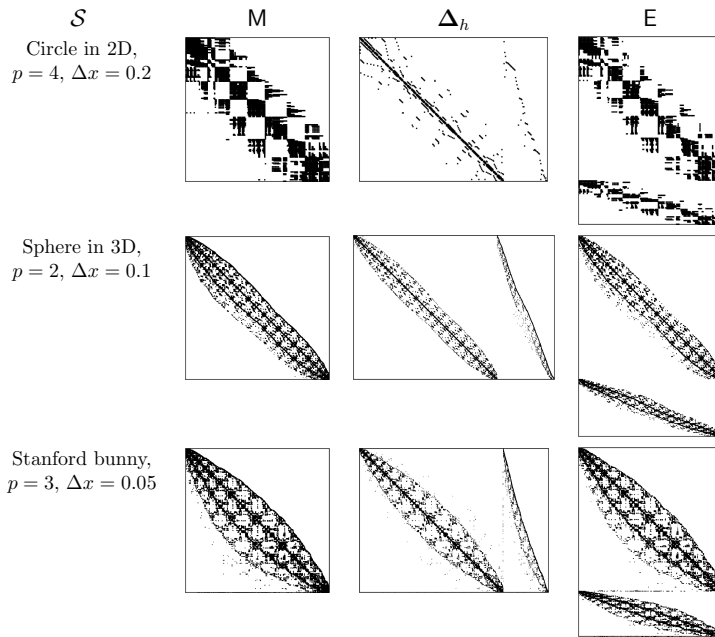 𝒮 M Δ_h E
Circle in 2D,
p = 4, Δx = 0.2
Sphere in 3D,
p = 2, Δx = 0.1
Stanford bunny,
p = 3, Δx = 0.05